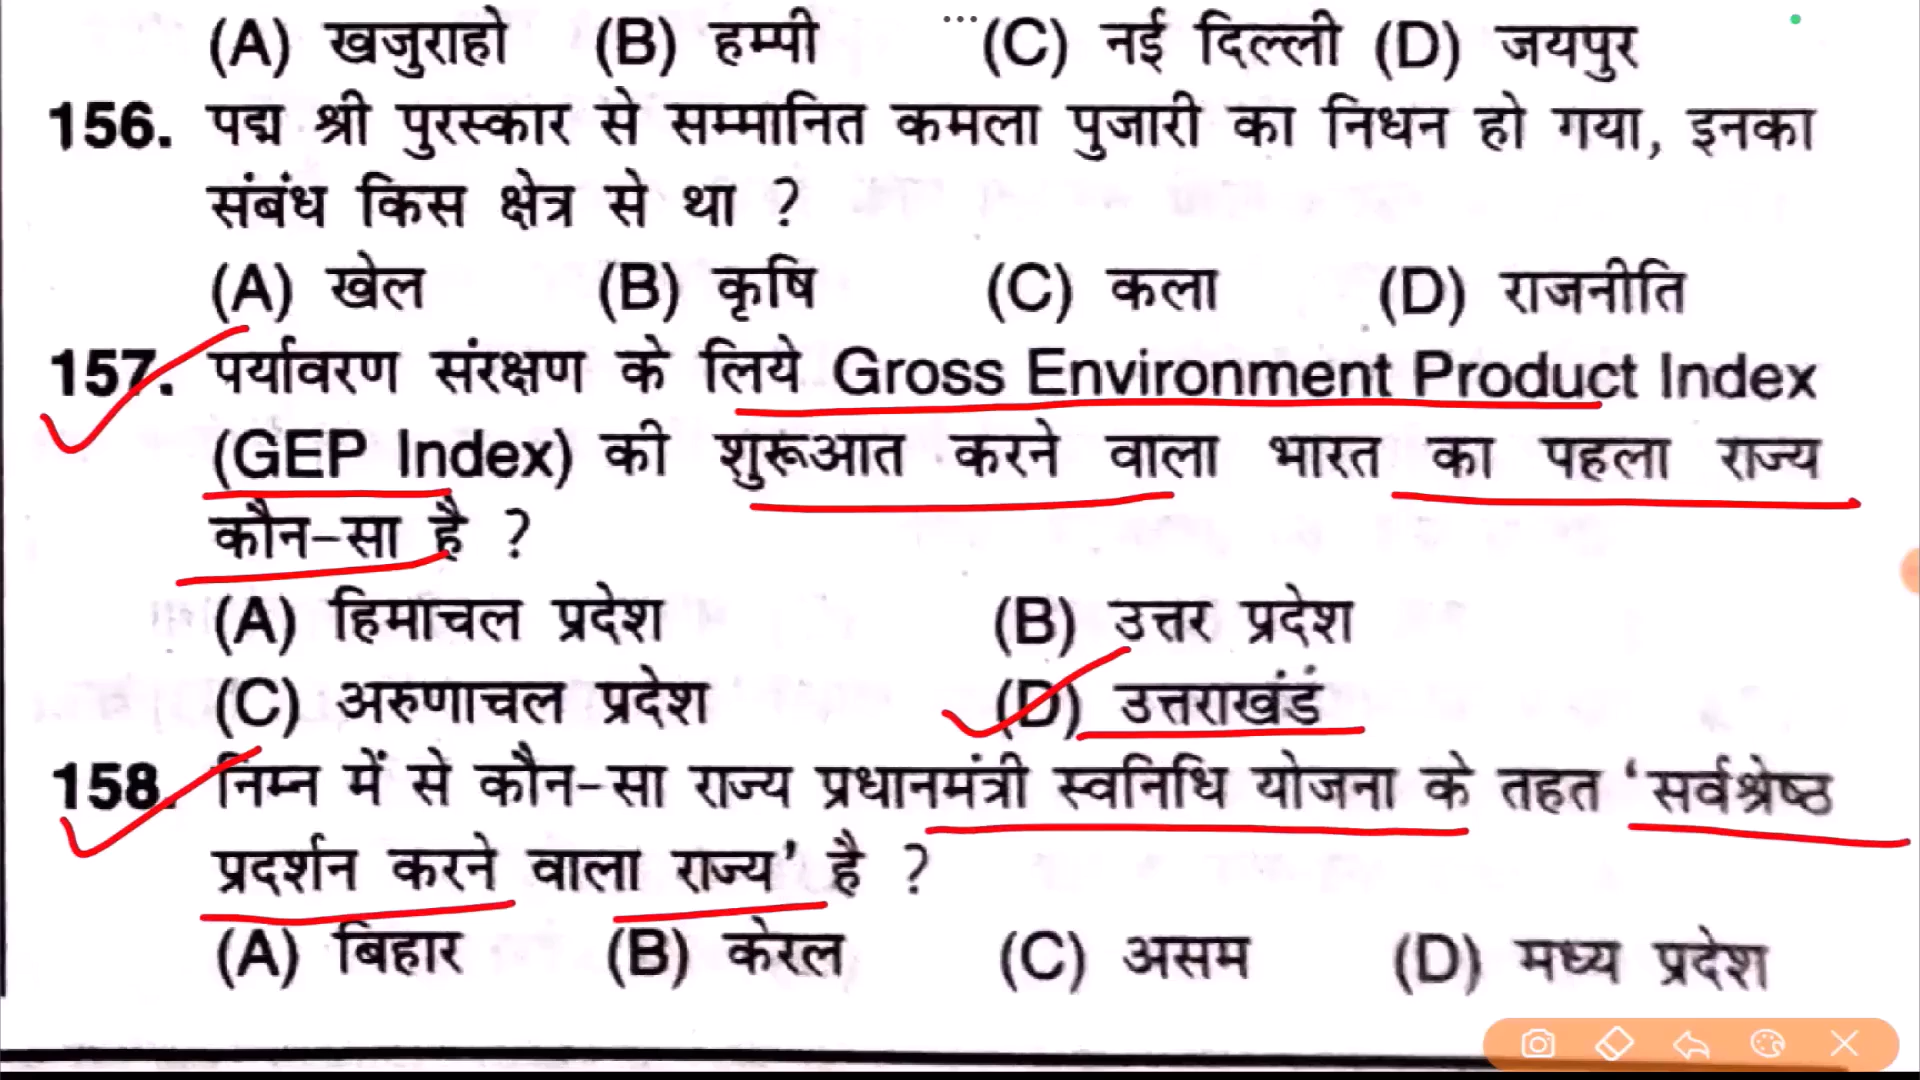 (A) खजुराहो (B) हम्पी (C) नई दिल्ली (D) जयपुर
156. पद्म श्री पुरस्कार से सम्मानित कमला पुजारी का निधन हो गया, इनका
संबंध किस क्षेत्र से था ?
(A) खेल (B) कृषि (C) कला (D) राजनीति
157. पर्यावरण संरक्षण के लिये Gross Environment Product Index
(GEP Index) की शुरूआत करने वाला भारत का पहला राज्य
कौन-सा है ?
(A) हिमाचल प्रदेश (B) उत्तर प्रदेश
(C) अरुणाचल प्रदेश (D) उत्तराखंड
158. निम्न में से कौन-सा राज्य प्रधानमंत्री स्वनिधि योजना के तहत ‘सर्वश्रेष्ठ
प्रदर्शन करने वाला राज्य’ है ?
(A) बिहार (B) केरल (C) असम (D) मध्य प्रदेश